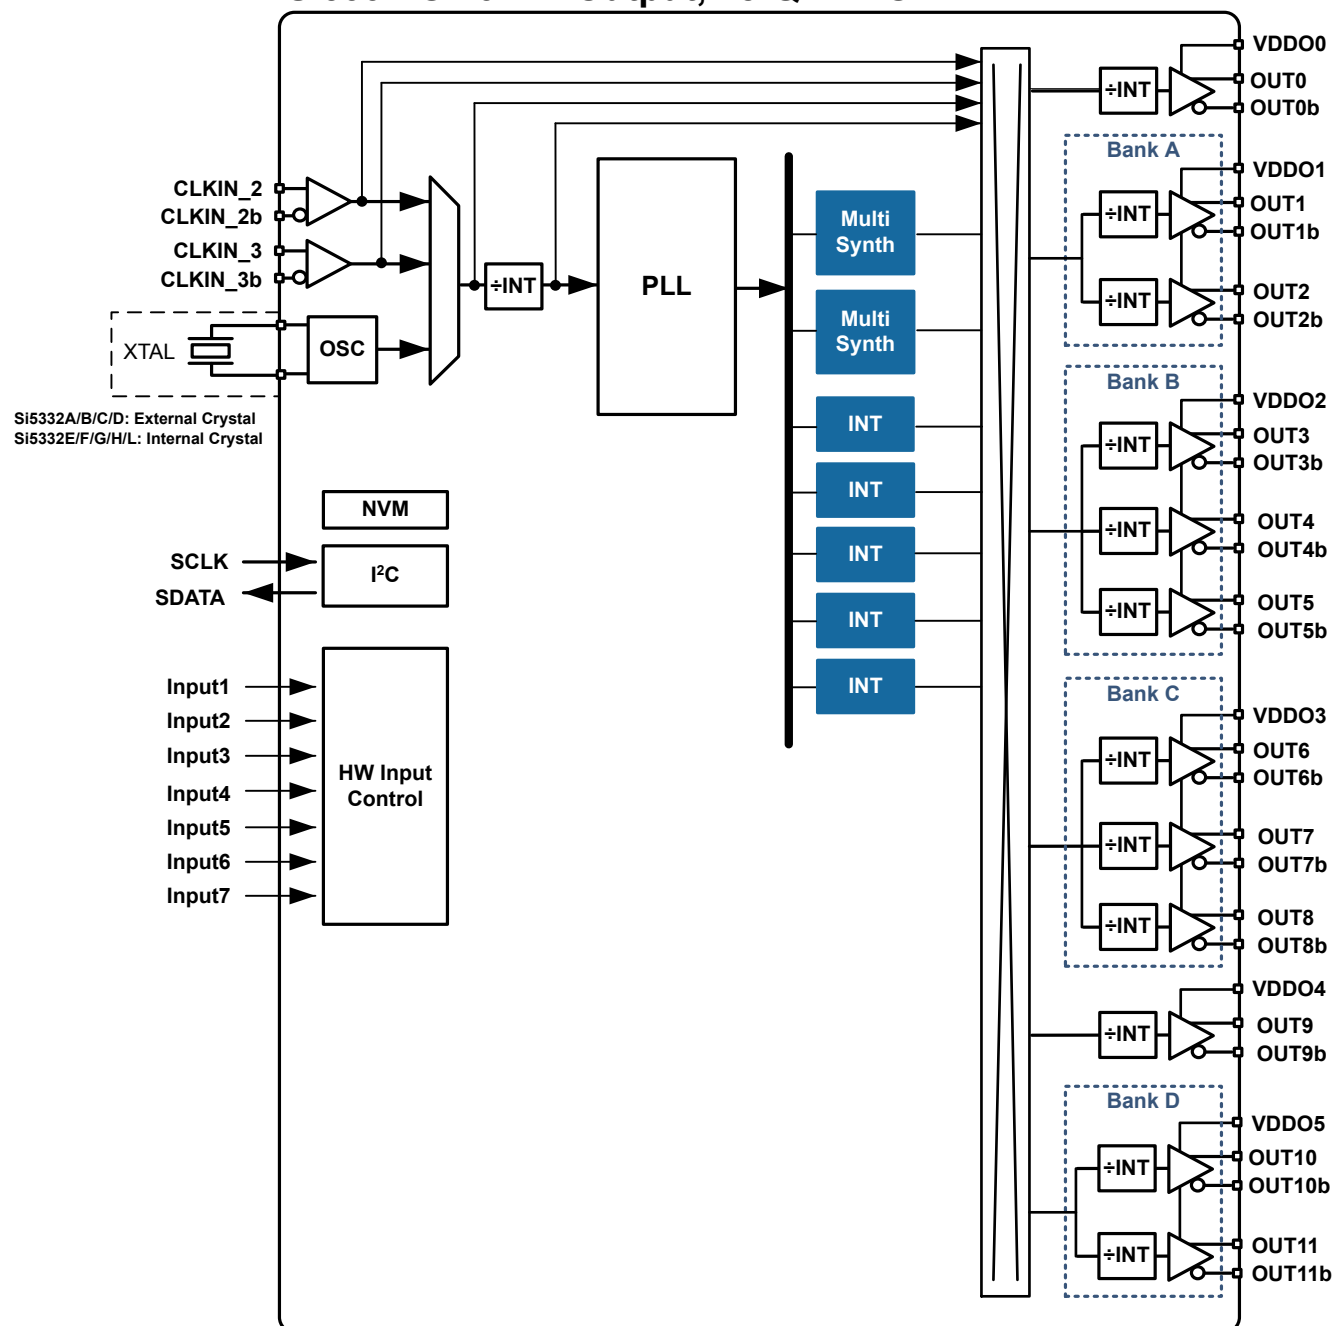 VDDO0
OUT0
÷INT
OUT0b
Bank A
VDDO1
OUT1
÷INT
OUT1b
OUT2
÷INT
OUT2b
CLKIN_2
CLKIN_2b
CLKIN_3
CLKIN_3b
XTAL
OSC
÷INT
PLL
Multi
Synth
Multi
Synth
INT
INT
INT
INT
INT
Si5332A/B/C/D: External Crystal
Si5332E/F/G/H/L: Internal Crystal
NVM
SCLK
SDATA
I²C
Input1
Input2
Input3
Input4
Input5
Input6
Input7
HW Input
Control
Bank B
VDDO2
OUT3
÷INT
OUT3b
OUT4
÷INT
OUT4b
OUT5
÷INT
OUT5b
Bank C
VDDO3
OUT6
÷INT
OUT6b
OUT7
÷INT
OUT7b
OUT8
÷INT
OUT8b
VDDO4
OUT9
÷INT
OUT9b
Bank D
VDDO5
OUT10
÷INT
OUT10b
OUT11
÷INT
OUT11b